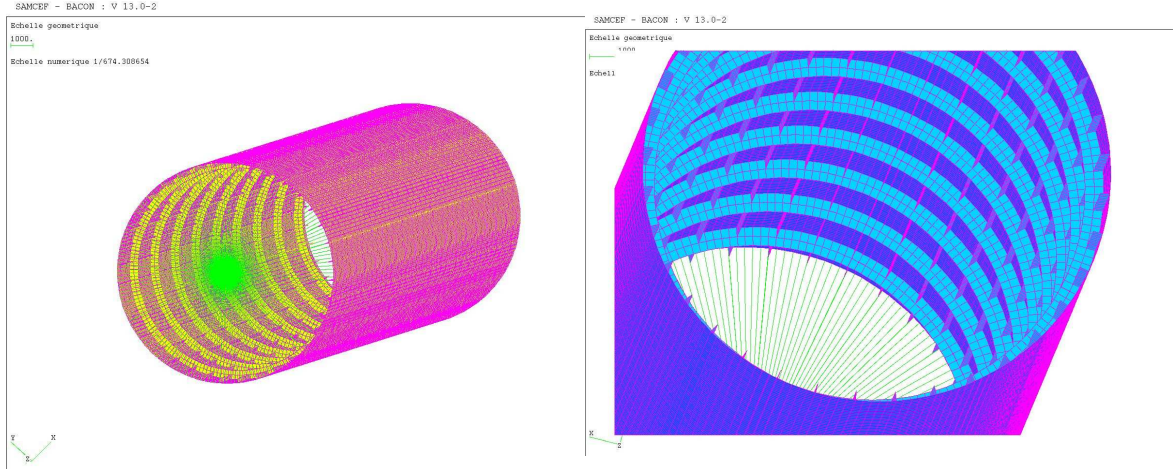 SAMCEF - BACON : V 13.0-2
Echelle geometrique
1000.
Echelle numerique 1/674.308654
Y
X
Z
SAMCEF - BACON : V 13.0-2
Echelle geometrique
1000
Echell
X
Z